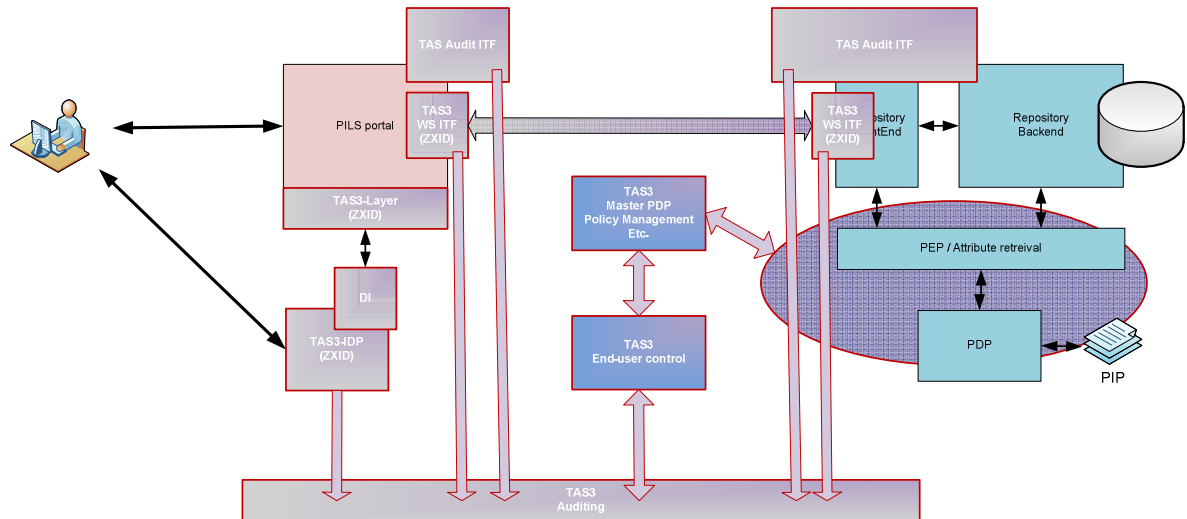 TAS Audit ITF
TAS Audit ITF
PILS portal
TAS3
WS ITF
(ZXID)
TAS3
WS ITF
(ZXID)
ository
ntEnd
Repository
Backend
TAS3-Layer
(ZXID)
TAS3
Master PDP
Policy Management
Etc-
PEP / Attribute retreival
DI
TAS3-IDP
(ZXID)
TAS3
End-user control
PDP
PIP
TAS3
Auditing